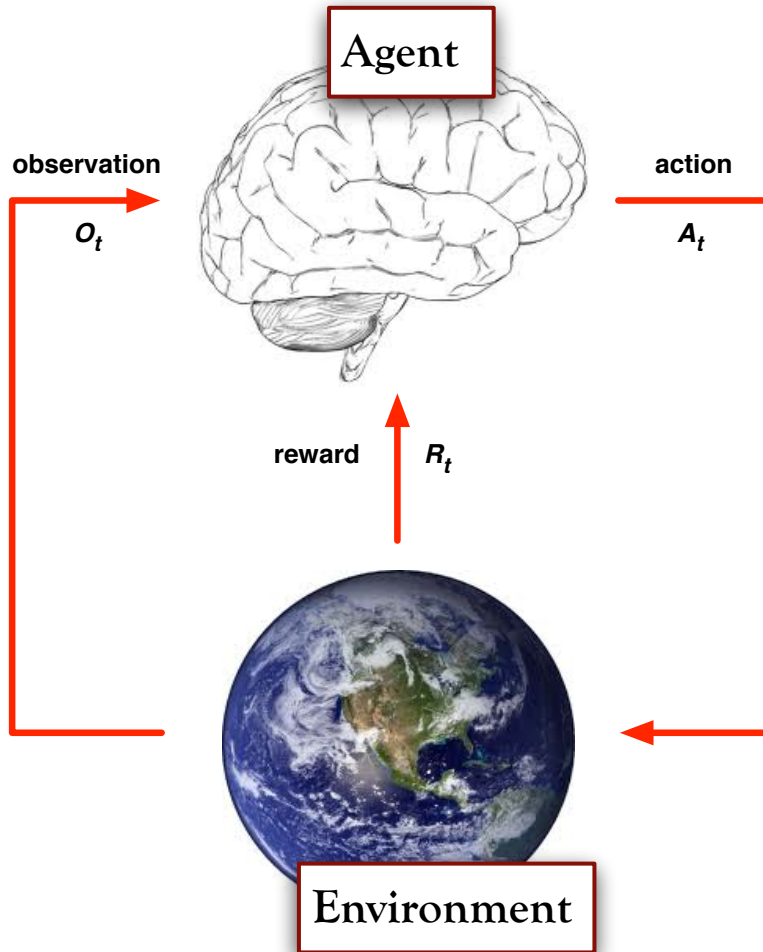 Agent
observation
action
O_t
A_t
reward
R_t
Environment